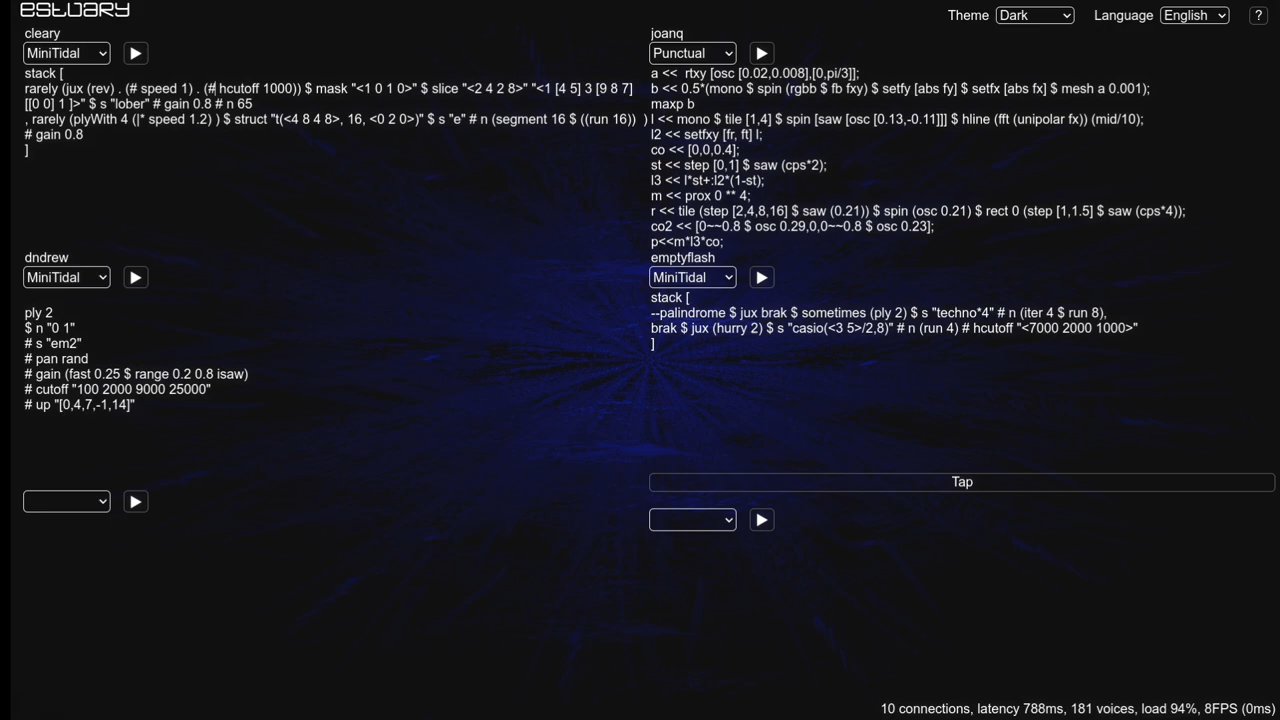 estuary
Theme Dark Language English ?
cleary
MiniTidal
stack [
rarely (jux (rev) . (# speed 1) . (# hcutoff 1000)) $ mask "<1 0 1 0>" $ slice "<2 4 2 8>" "<1 [4 5] 3 [9 8 7]
[[0 0] 1 ]>" $ s "lober" # gain 0.8 # n 65
, rarely (plyWith 4 (|* speed 1.2) ) $ struct "t(<4 8 4 8>, 16, <0 2 0>)" $ s "e" # n (segment 16 $ ((run 16)) )
# gain 0.8
]
joanq
Punctual
a << rtxy [osc [0.02,0.008],[0,pi/3]];
b << 0.5*(mono $ spin (rgbb $ fb fxy) $ setfy [abs fy] $ setfx [abs fx] $ mesh a 0.001);
maxp b
l << mono $ tile [1,4] $ spin [saw [osc [0.13,-0.11]]] $ hline (fft (unipolar fx)) (mid/10);
l2 << setfxy [fr, ft] l;
co << [0,0,0.4];
st << step [0,1] $ saw (cps*2);
l3 << l*st+:l2*(1-st);
m << prox 0 ** 4;
r << tile (step [2,4,8,16] $ saw (0.21)) $ spin (osc 0.21) $ rect 0 (step [1,1.5] $ saw (cps*4));
co2 << [0~~0.8 $ osc 0.29,0,0~~0.8 $ osc 0.23];
p<<m*l3*co;
dndrew
MiniTidal
ply 2
$ n "0 1"
# s "em2"
# pan rand
# gain (fast 0.25 $ range 0.2 0.8 isaw)
# cutoff "100 2000 9000 25000"
# up "[0,4,7,-1,14]"
emptyflash
MiniTidal
stack [
--palindrome $ jux brak $ sometimes (ply 2) $ s "techno*4" # n (iter 4 $ run 8),
brak $ jux (hurry 2) $ s "casio(<3 5>/2,8)" # n (run 4) # hcutoff "<7000 2000 1000>"
]
Tap
10 connections, latency 788ms, 181 voices, load 94%, 8FPS (0ms)